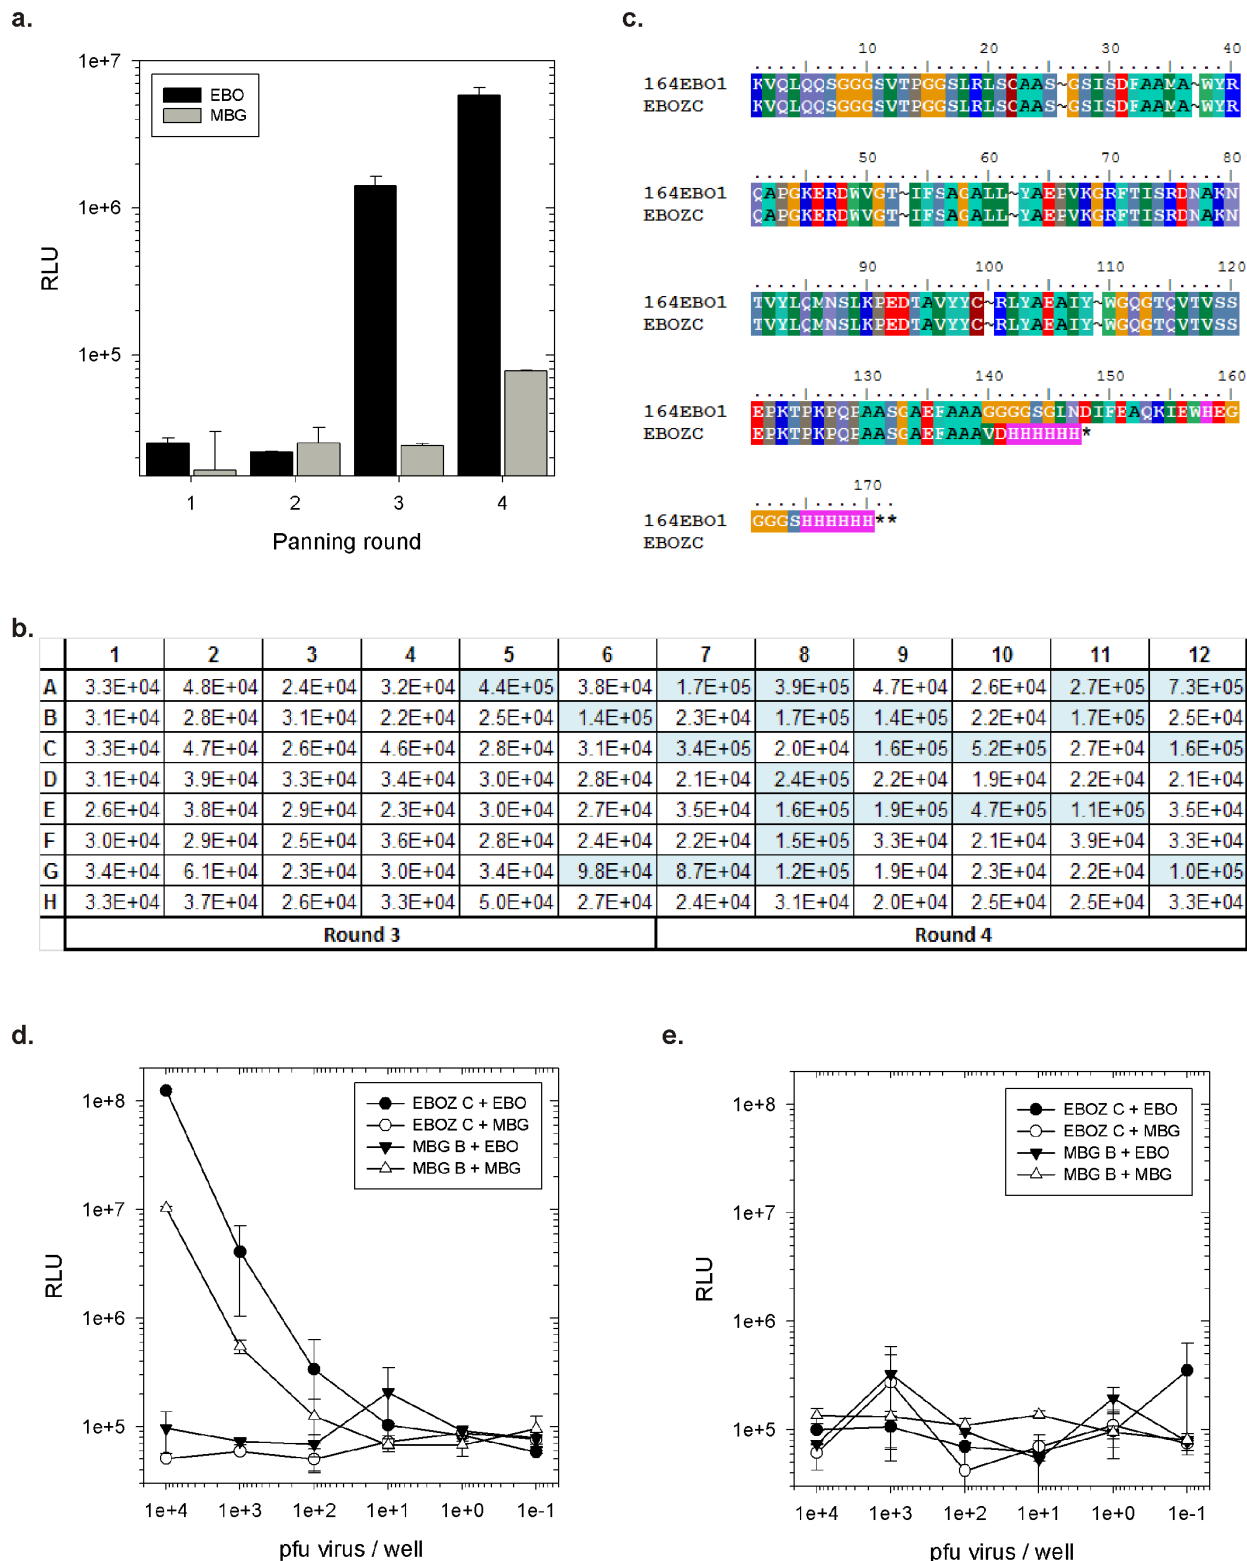 a.
1e+7
1e+6
1e+5
RLU
EBO
MBG
1
2
3
4
Panning round
c.
10 20 30 40
164EBO1 KVQLQQSGGGSVTPGGSLRLSCAAS~GSISDFAAMA~WYR
EBOZC KVQLQQSGGGSVTPGGSLRLSCAAS~GSISDFAAMA~WYR
50 60 70 80
164EBO1 QAPGKERDWVGT~IFSAGALL~YAEPVKGRFTISRDNAKN
EBOZC QAPGKERDWVGT~IFSAGALL~YAEPVKGRFTISRDNAKN
90 100 110 120
164EBO1 TVYLQMNSLKPEDTAVYYC~RLYAEAIY~WGQGTQVTVSS
EBOZC TVYLQMNSLKPEDTAVYYC~RLYAEAIY~WGQGTQVTVSS
130 140 150 160
164EBO1 EPKTPKPQPAASGAEFAAAGGGGSGINDIFEAQKIEWHEG
EBOZC EPKTPKPQPAASGAEFAAAVDHHHHHH*
170
164EBO1 GGGSHHHHHH**
EBOZC
b.
1 2 3 4 5 6 7 8 9 10 11 12
A 3.3E+04 4.8E+04 2.4E+04 3.2E+04 4.4E+05 3.8E+04 1.7E+05 3.9E+05 4.7E+04 2.6E+04 2.7E+05 7.3E+05
B 3.1E+04 2.8E+04 3.1E+04 2.2E+04 2.5E+04 1.4E+05 2.3E+04 1.7E+05 1.4E+05 2.2E+04 1.7E+05 2.5E+04
C 3.3E+04 4.7E+04 2.6E+04 4.6E+04 2.8E+04 3.1E+04 3.4E+05 2.0E+04 1.6E+05 5.2E+05 2.7E+04 1.6E+05
D 3.1E+04 3.9E+04 3.3E+04 3.4E+04 3.0E+04 2.8E+04 2.1E+04 2.4E+05 2.2E+04 1.9E+04 2.2E+04 2.1E+04
E 2.6E+04 3.8E+04 2.9E+04 2.3E+04 3.0E+04 2.7E+04 3.5E+04 1.6E+05 1.9E+05 4.7E+05 1.1E+05 3.5E+04
F 3.0E+04 2.9E+04 2.5E+04 3.6E+04 2.8E+04 2.4E+04 2.2E+04 1.5E+05 3.3E+04 2.1E+04 3.9E+04 3.3E+04
G 3.4E+04 6.1E+04 2.3E+04 3.0E+04 3.4E+04 9.8E+04 8.7E+04 1.2E+05 1.9E+04 2.3E+04 2.2E+04 1.0E+05
H 3.3E+04 3.7E+04 2.6E+04 3.3E+04 5.0E+04 2.7E+04 2.4E+04 3.1E+04 2.0E+04 2.5E+04 2.5E+04 3.3E+04
Round 3 Round 4
d.
1e+8
1e+7
1e+6
1e+5
RLU
EBOZ C + EBO
EBOZ C + MBG
MBG B + EBO
MBG B + MBG
1e+4 1e+3 1e+2 1e+1 1e+0 1e-1
pfu virus / well
e.
1e+8
1e+7
1e+6
1e+5
RLU
EBOZ C + EBO
EBOZ C + MBG
MBG B + EBO
MBG B + MBG
1e+4 1e+3 1e+2 1e+1 1e+0 1e-1
pfu virus / well